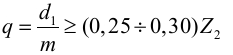 q = d₁/m ≥ (0,25 ÷ 0,30)Z₂